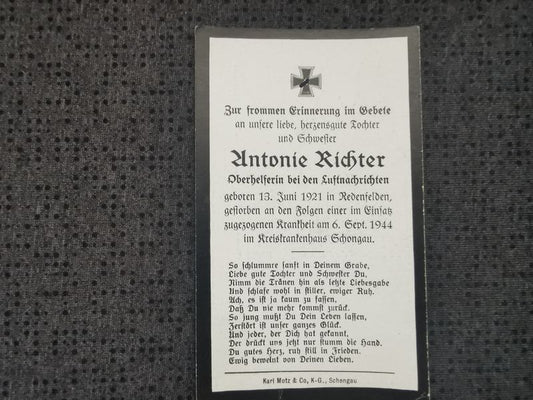 Zur frommen Erinnerung im Gebete
an unsere liebe, herzensgute Tochter
und Schwester
Antonie Richter
Oberhelferin bei den Luftnachrichten
geboren 13. Juni 1921 in Redenfelden,
gestorben an den Folgen einer im Einsatz
zugezogenen Krankheit am 6. Sept. 1944
im Kreiskrankenhaus Schongau.
So schlummre sanft in Deinem Grabe,
Liebe gute Tochter und Schwester Du,
Nimm die Tränen hin als letzte Liebesgabe
Und schlafe wohl in stiller, ewiger Ruh.
Ach, es ist ja kaum zu fassen,
Daß Du nie mehr kommst zurück.
So jung mußt Du Dein Leben lassen,
Zerstört ist unser ganzes Glück.
Und jeder, der Dich hat gekannt,
Der drückt uns jetzt nur stumm die Hand.
Du gutes Herz, ruh still in Frieden.
Ewig beweint von Deinen Lieben.
Karl Motz & Co, K-G., Schongau